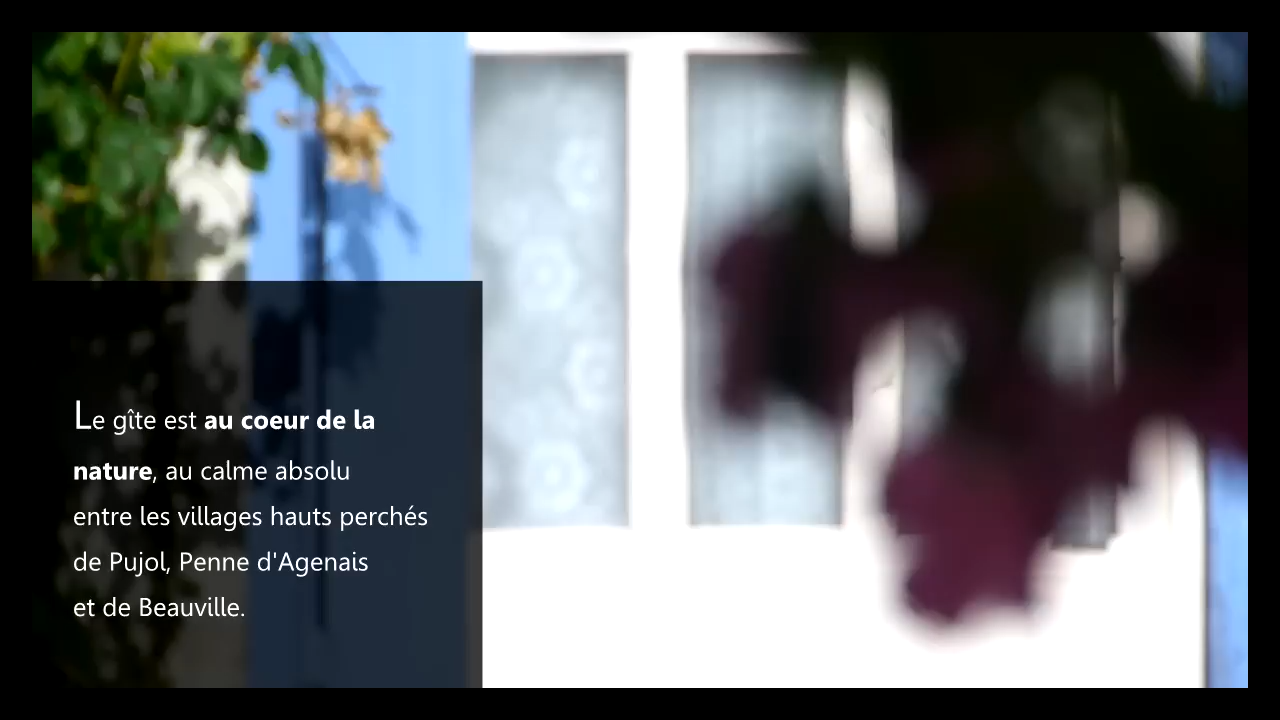 Le gîte est au coeur de la
nature, au calme absolu
entre les villages hauts perchés
de Pujol, Penne d'Agenais
et de Beauville.